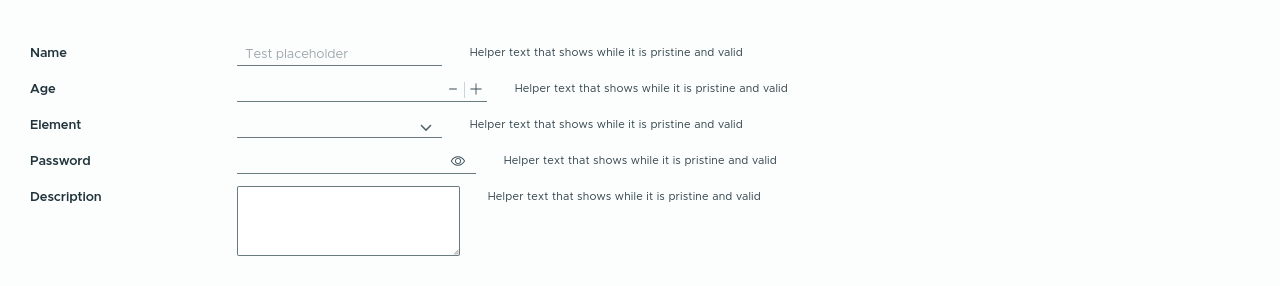 Name Test placeholder Helper text that shows while it is pristine and valid
Age Helper text that shows while it is pristine and valid
Element Helper text that shows while it is pristine and valid
Password Helper text that shows while it is pristine and valid
Description Helper text that shows while it is pristine and valid